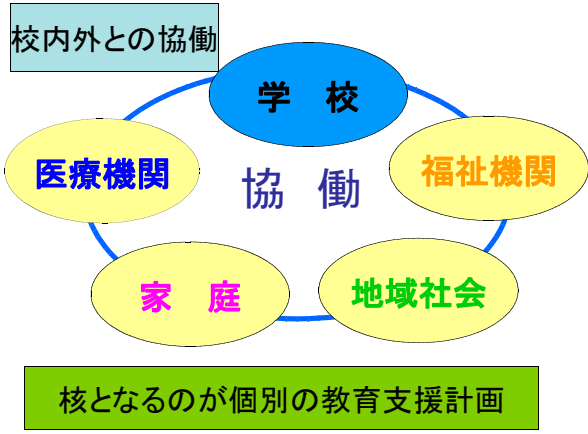 校内外との協働
学　校
医療機関
協　働
福祉機関
家　庭
地域社会
核となるのが個別の教育支援計画